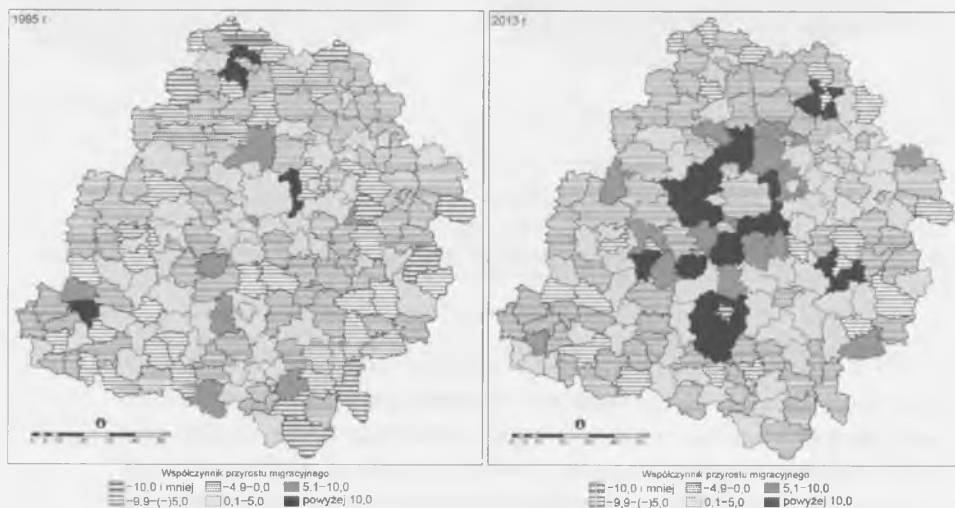 1995 r.
2013 r.
Współczynnik przyrostu migracyjnego
−10,0 i mniej −4,9−0,0 5,1−10,0
−9,9−(−)5,0 0,1−5,0 powyżej 10,0
Współczynnik przyrostu migracyjnego
−10,0 i mniej −4,9−0,0 5,1−10,0
−9,9−(−)5,0 0,1−5,0 powyżej 10,0